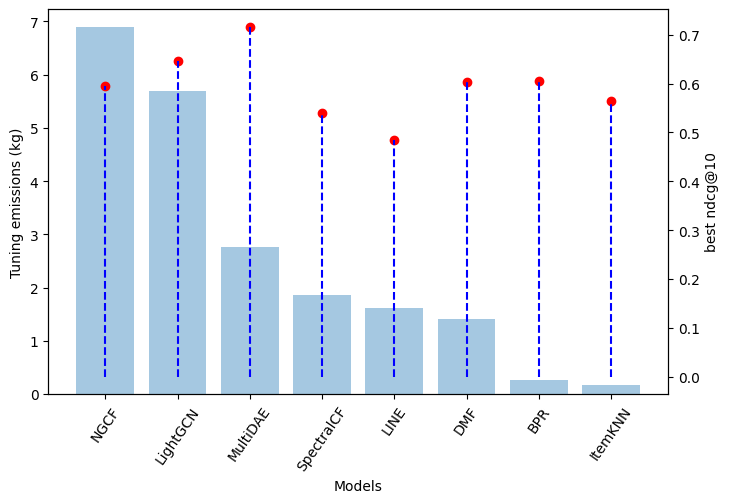 Tuning emissions (kg)
7
6
5
4
3
2
1
0
0.7
0.6
0.5
0.4
0.3
0.2
0.1
0.0
best ndcg@10
NGCF
LightGCN
MultiDAE
SpectralCF
LINE
DMF
BPR
ItemKNN
Models